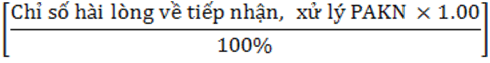 [Chỉ số hài lòng về tiếp nhận, xử lý PAKN × 1.00
100%]